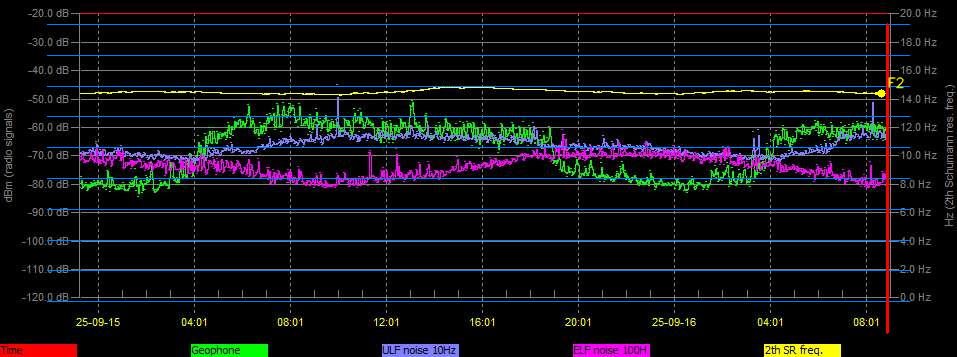 -20.0 dB 20.0 Hz
-30.0 dB 18.0 Hz
-40.0 dB 16.0 Hz
F2
-50.0 dB 14.0 Hz
-60.0 dB 12.0 Hz
-70.0 dB 10.0 Hz
-80.0 dB 8.0 Hz
-90.0 dB 6.0 Hz
-100.0 dB 4.0 Hz
-110.0 dB 2.0 Hz
-120.0 dB 0.0 Hz
dBm (radio signals)
Hz (2th Schumann res. freq.)
25-09-15 04:01 08:01 12:01 16:01 20:01 25-09-16 04:01 08:01
Time Geophone ULF noise 10Hz ELF noise 100H 2th SR freq.